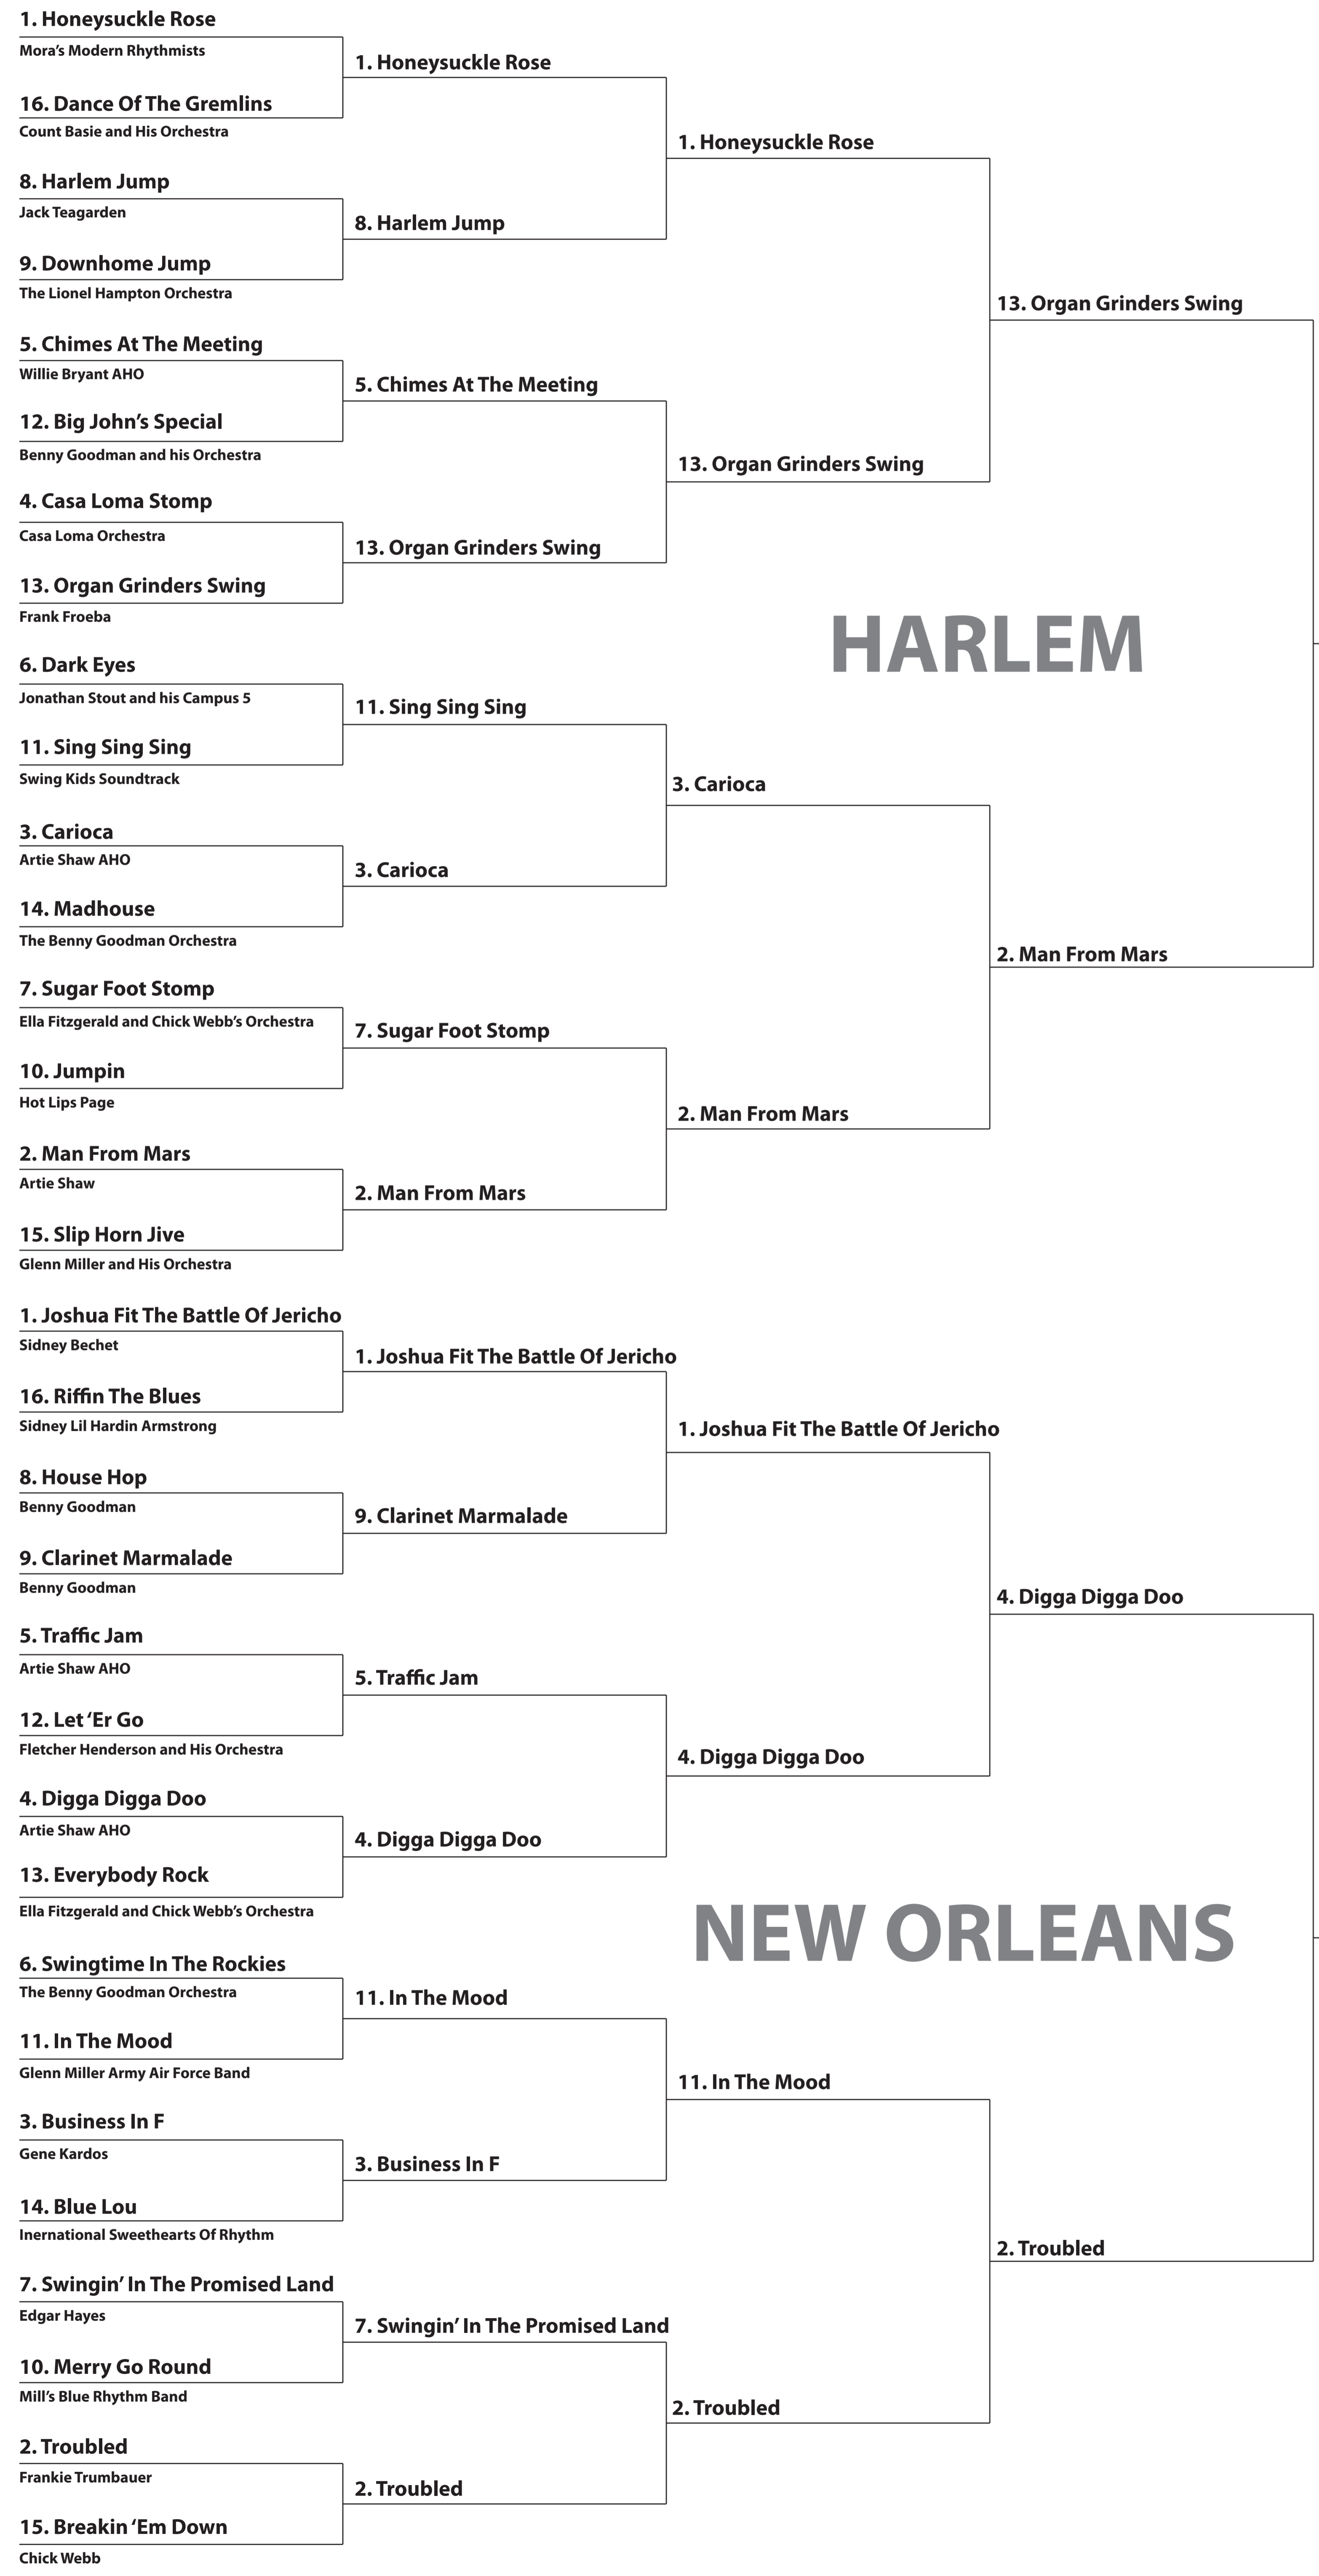 1. Honeysuckle Rose
Mora’s Modern Rhythmists
16. Dance Of The Gremlins
Count Basie and His Orchestra
8. Harlem Jump
Jack Teagarden
9. Downhome Jump
The Lionel Hampton Orchestra
5. Chimes At The Meeting
Willie Bryant AHO
12. Big John’s Special
Benny Goodman and his Orchestra
4. Casa Loma Stomp
Casa Loma Orchestra
13. Organ Grinders Swing
Frank Froeba
6. Dark Eyes
Jonathan Stout and his Campus 5
11. Sing Sing Sing
Swing Kids Soundtrack
3. Carioca
Artie Shaw AHO
14. Madhouse
The Benny Goodman Orchestra
7. Sugar Foot Stomp
Ella Fitzgerald and Chick Webb’s Orchestra
10. Jumpin
Hot Lips Page
2. Man From Mars
Artie Shaw
15. Slip Horn Jive
Glenn Miller and His Orchestra
1. Honeysuckle Rose
8. Harlem Jump
5. Chimes At The Meeting
13. Organ Grinders Swing
11. Sing Sing Sing
3. Carioca
7. Sugar Foot Stomp
2. Man From Mars
1. Honeysuckle Rose
13. Organ Grinders Swing
3. Carioca
2. Man From Mars
13. Organ Grinders Swing
2. Man From Mars
HARLEM
1. Joshua Fit The Battle Of Jericho
Sidney Bechet
16. Riffin The Blues
Sidney Lil Hardin Armstrong
8. House Hop
Benny Goodman
9. Clarinet Marmalade
Benny Goodman
5. Traffic Jam
Artie Shaw AHO
12. Let ‘Er Go
Fletcher Henderson and His Orchestra
4. Digga Digga Doo
Artie Shaw AHO
13. Everybody Rock
Ella Fitzgerald and Chick Webb’s Orchestra
6. Swingtime In The Rockies
The Benny Goodman Orchestra
11. In The Mood
Glenn Miller Army Air Force Band
3. Business In F
Gene Kardos
14. Blue Lou
Inernational Sweethearts Of Rhythm
7. Swingin’ In The Promised Land
Edgar Hayes
10. Merry Go Round
Mill’s Blue Rhythm Band
2. Troubled
Frankie Trumbauer
15. Breakin ‘Em Down
Chick Webb
1. Joshua Fit The Battle Of Jericho
9. Clarinet Marmalade
5. Traffic Jam
4. Digga Digga Doo
11. In The Mood
3. Business In F
7. Swingin’ In The Promised Land
2. Troubled
1. Joshua Fit The Battle Of Jericho
4. Digga Digga Doo
11. In The Mood
2. Troubled
4. Digga Digga Doo
2. Troubled
NEW ORLEANS